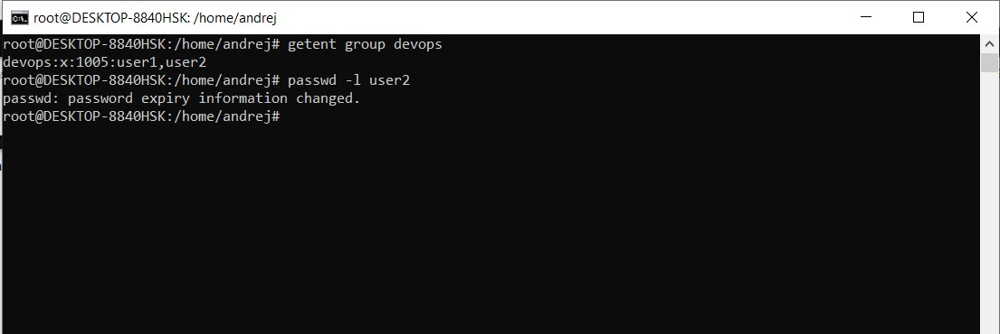 root@DESKTOP-8840HSK: /home/andrej
root@DESKTOP-8840HSK:/home/andrej# getent group devops
devops:x:1005:user1,user2
root@DESKTOP-8840HSK:/home/andrej# passwd -l user2
passwd: password expiry information changed.
root@DESKTOP-8840HSK:/home/andrej#